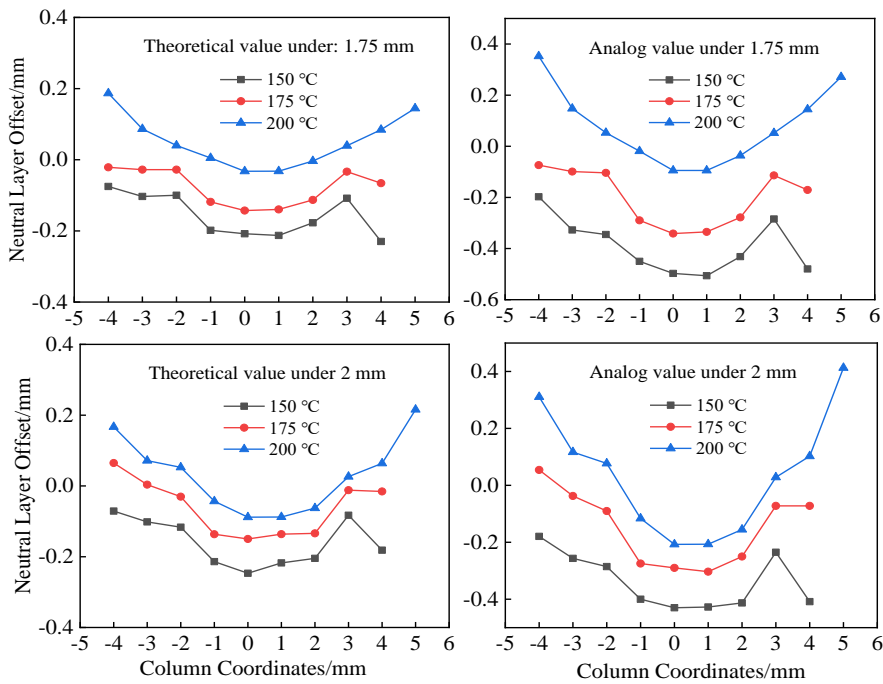 Theoretical value under: 1.75 mm
150 ℃
175 ℃
200 ℃
Neutral Layer Offset/mm
0.4
0.2
0.0
-0.2
-0.4
-5 -4 -3 -2 -1 0 1 2 3 4 5 6
Analog value under 1.75 mm
150 ℃
175 ℃
200 ℃
0.4
0.2
0.0
-0.2
-0.4
-0.6
-5 -4 -3 -2 -1 0 1 2 3 4 5 6
Theoretical value under 2 mm
150 ℃
175 ℃
200 ℃
Neutral Layer Offset/mm
0.4
0.2
0.0
-0.2
-0.4
-5 -4 -3 -2 -1 0 1 2 3 4 5 6
Column Coordinates/mm
Analog value under 2 mm
150 ℃
175 ℃
200 ℃
0.4
0.2
0.0
-0.2
-0.4
-5 -4 -3 -2 -1 0 1 2 3 4 5 6
Column Coordinates/mm